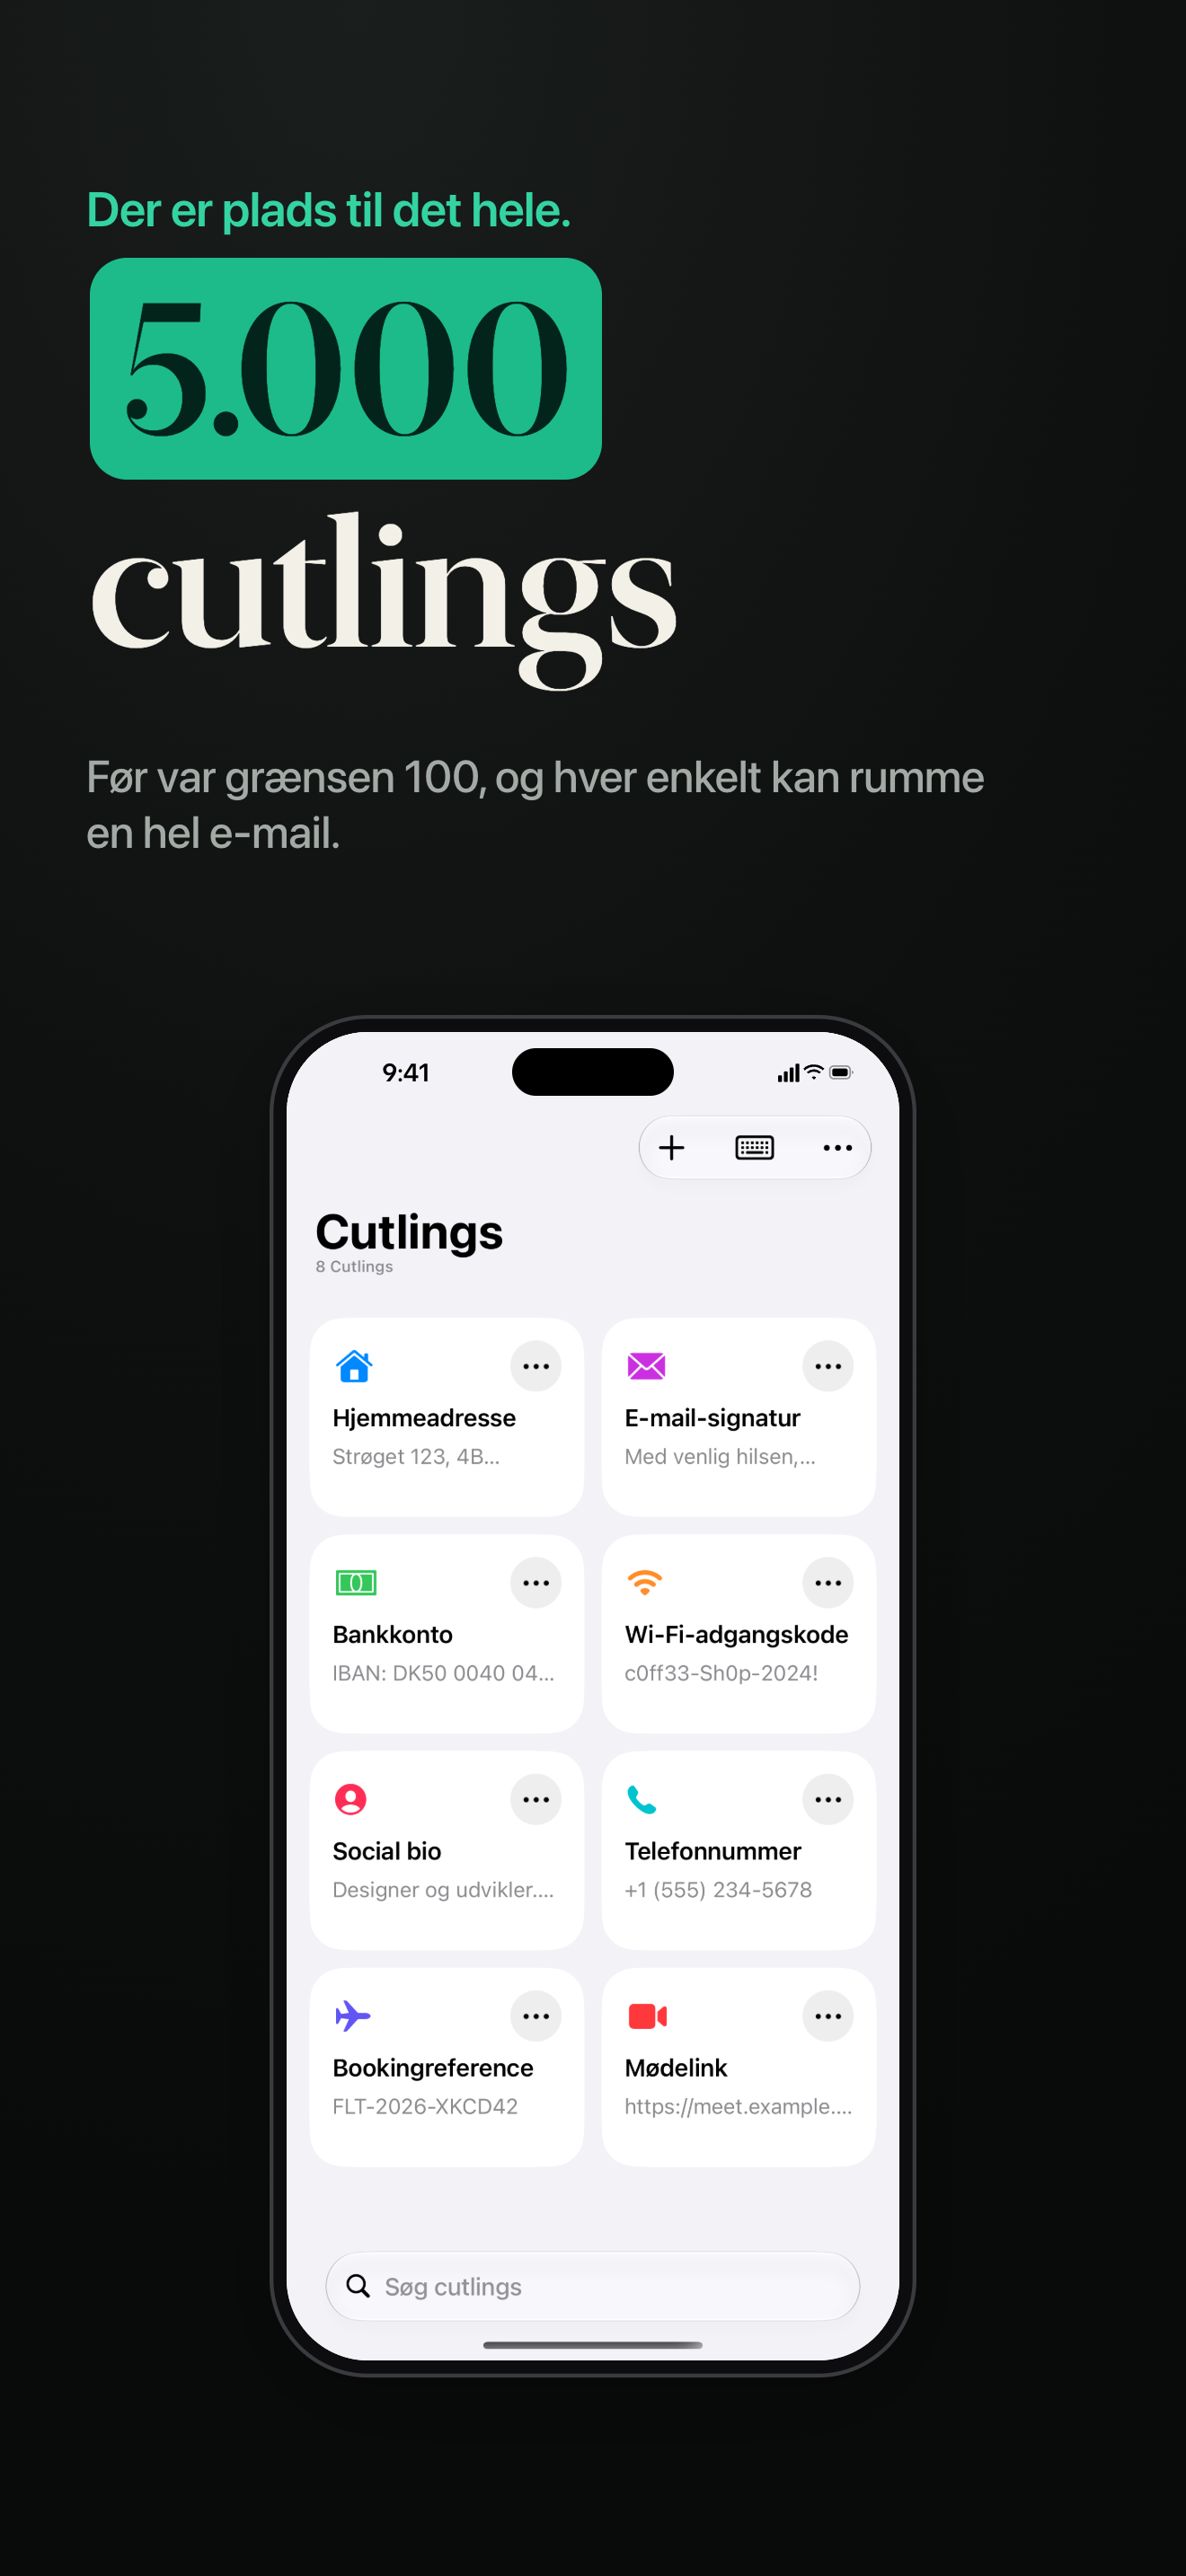 Der er plads til det hele.
5.000
cutlings
Før var grænsen 100, og hver enkelt kan rumme
en hel e-mail.
9:41
Cutlings
8 Cutlings
Hjemmeadresse
Strøget 123, 4B...
E-mail-signatur
Med venlig hilsen,...
Bankkonto
IBAN: DK50 0040 04...
Wi-Fi-adgangskode
c0ff33-Sh0p-2024!
Social bio
Designer og udvikler....
Telefonnummer
+1 (555) 234-5678
Bookingreference
FLT-2026-XKCD42
Mødelink
https://meet.example....
Søg cutlings